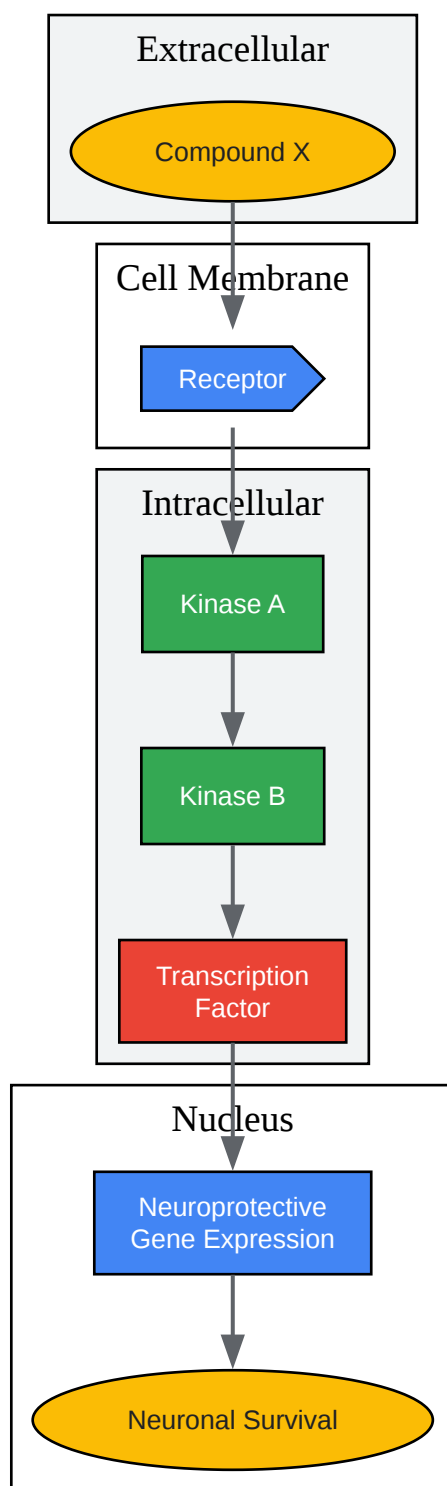 Extracellular
Compound X
Cell Membrane
Receptor
Intracellular
Kinase A
Kinase B
Transcription
Factor
Nucleus
Neuroprotective
Gene Expression
Neuronal Survival